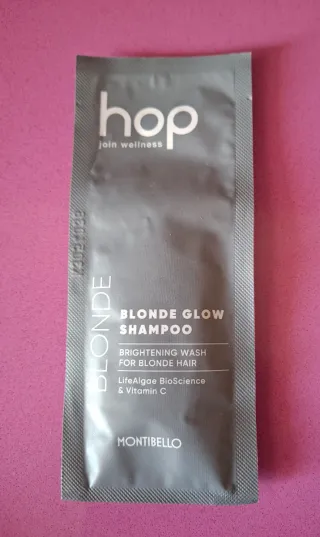 hop
join wellness
BLONDE
BLONDE GLOW
SHAMPOO
BRIGHTENING WASH
FOR BLONDE HAIR
LifeAlgae BioScience
& Vitamin C
MONTIBELLO